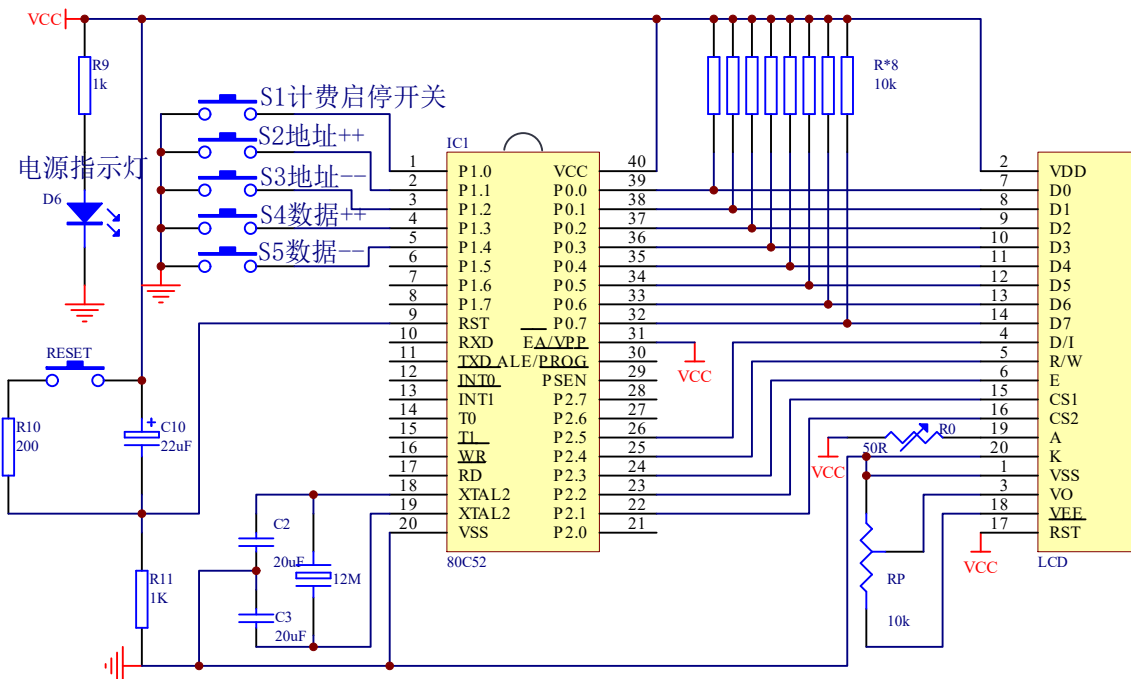 VCC
R9
1k
电源指示灯
D6
S1计费启停开关
S2地址++
S3地址--
S4数据++
S5数据--
RESET
R10
200
C10
+
22uF
R11
1K
C2
20uF
C3
20uF
12M
IC1
1 P1.0 VCC 40
2 P1.1 P0.0 39
3 P1.2 P0.1 38
4 P1.3 P0.2 37
5 P1.4 P0.3 36
6 P1.5 P0.4 35
7 P1.6 P0.5 34
8 P1.7 P0.6 33
9 RST P0.7 32
10 RXD EA/VPP 31
11 TXD ALE/PROG 30
12 INT0 PSEN 29
13 INT1 P2.7 28
14 T0 P2.6 27
15 T1 P2.5 26
16 WR P2.4 25
17 RD P2.3 24
18 XTAL2 P2.2 23
19 XTAL2 P2.1 22
20 VSS P2.0 21
80C52
R*8
10k
VCC
VCC
R0
50R
RP
10k
VCC
2 VDD
7 D0
8 D1
9 D2
10 D3
11 D4
12 D5
13 D6
14 D7
4 D/I
5 R/W
6 E
15 CS1
16 CS2
19 A
20 K
1 VSS
3 VO
18 VEE
17 RST
LCD